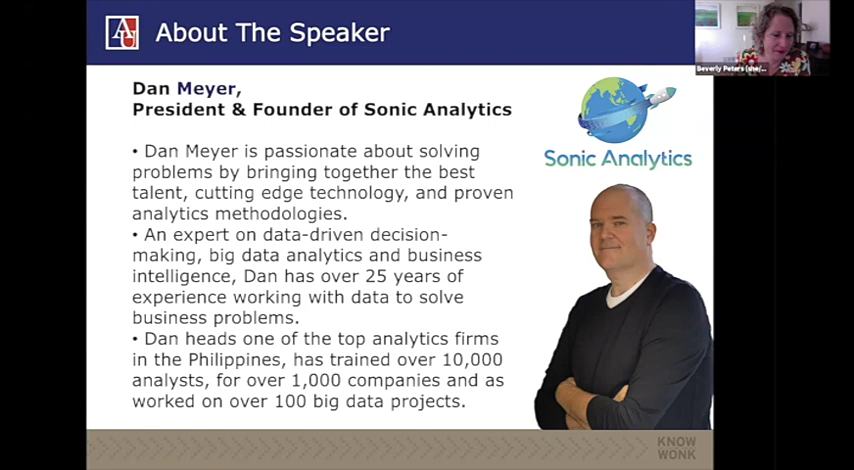 AU
About The Speaker
Beverly Peters (she/...
Dan Meyer,
President & Founder of Sonic Analytics
• Dan Meyer is passionate about solving
problems by bringing together the best
talent, cutting edge technology, and proven
analytics methodologies.
• An expert on data-driven decision-
making, big data analytics and business
intelligence, Dan has over 25 years of
experience working with data to solve
business problems.
• Dan heads one of the top analytics firms
in the Philippines, has trained over 10,000
analysts, for over 1,000 companies and as
worked on over 100 big data projects.
Sonic Analytics
KNOW
WONK